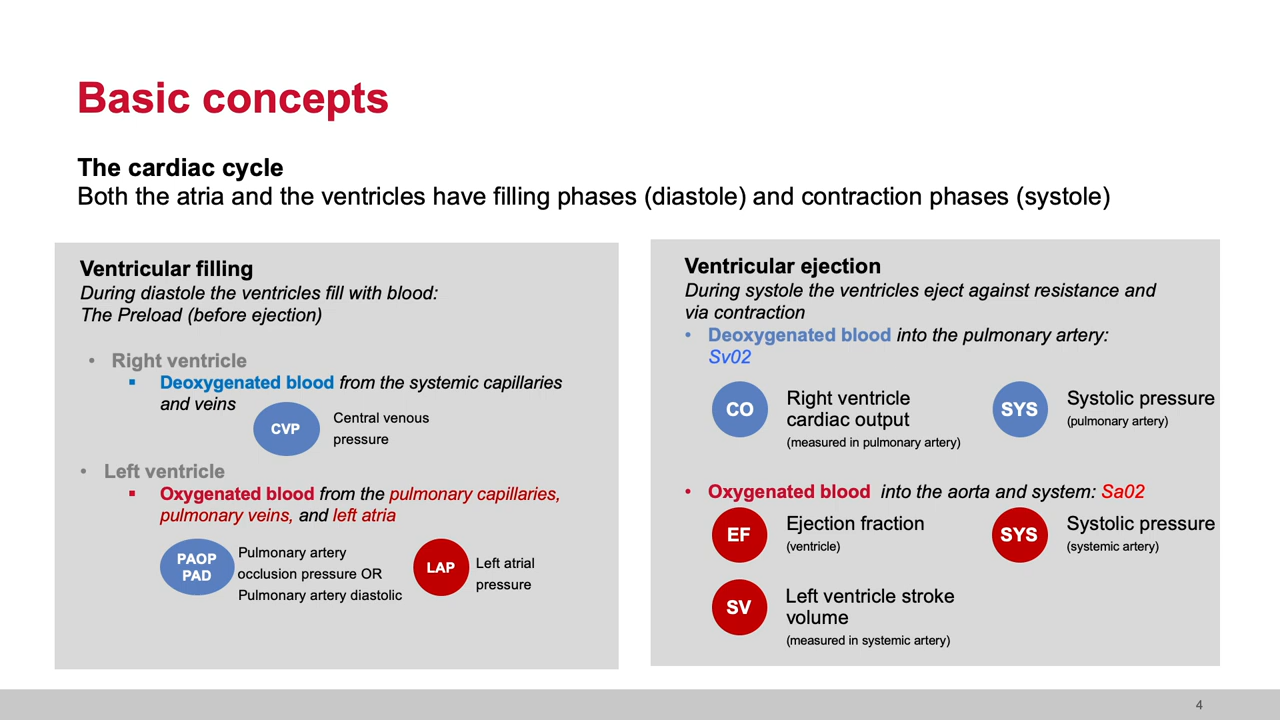 Basic concepts
The cardiac cycle
Both the atria and the ventricles have filling phases (diastole) and contraction phases (systole)
Ventricular filling
During diastole the ventricles fill with blood:
The Preload (before ejection)
• Right ventricle
▪ Deoxygenated blood from the systemic capillaries
and veins
CVP
Central venous
pressure
• Left ventricle
▪ Oxygenated blood from the pulmonary capillaries,
pulmonary veins, and left atria
PAOP
PAD
Pulmonary artery
occlusion pressure OR
Pulmonary artery diastolic
LAP
Left atrial
pressure
Ventricular ejection
During systole the ventricles eject against resistance and
via contraction
• Deoxygenated blood into the pulmonary artery:
Sv02
CO
Right ventricle
cardiac output
(measured in pulmonary artery)
SYS
Systolic pressure
(pulmonary artery)
• Oxygenated blood into the aorta and system: Sa02
EF
Ejection fraction
(ventricle)
SYS
Systolic pressure
(systemic artery)
SV
Left ventricle stroke
volume
(measured in systemic artery)
4